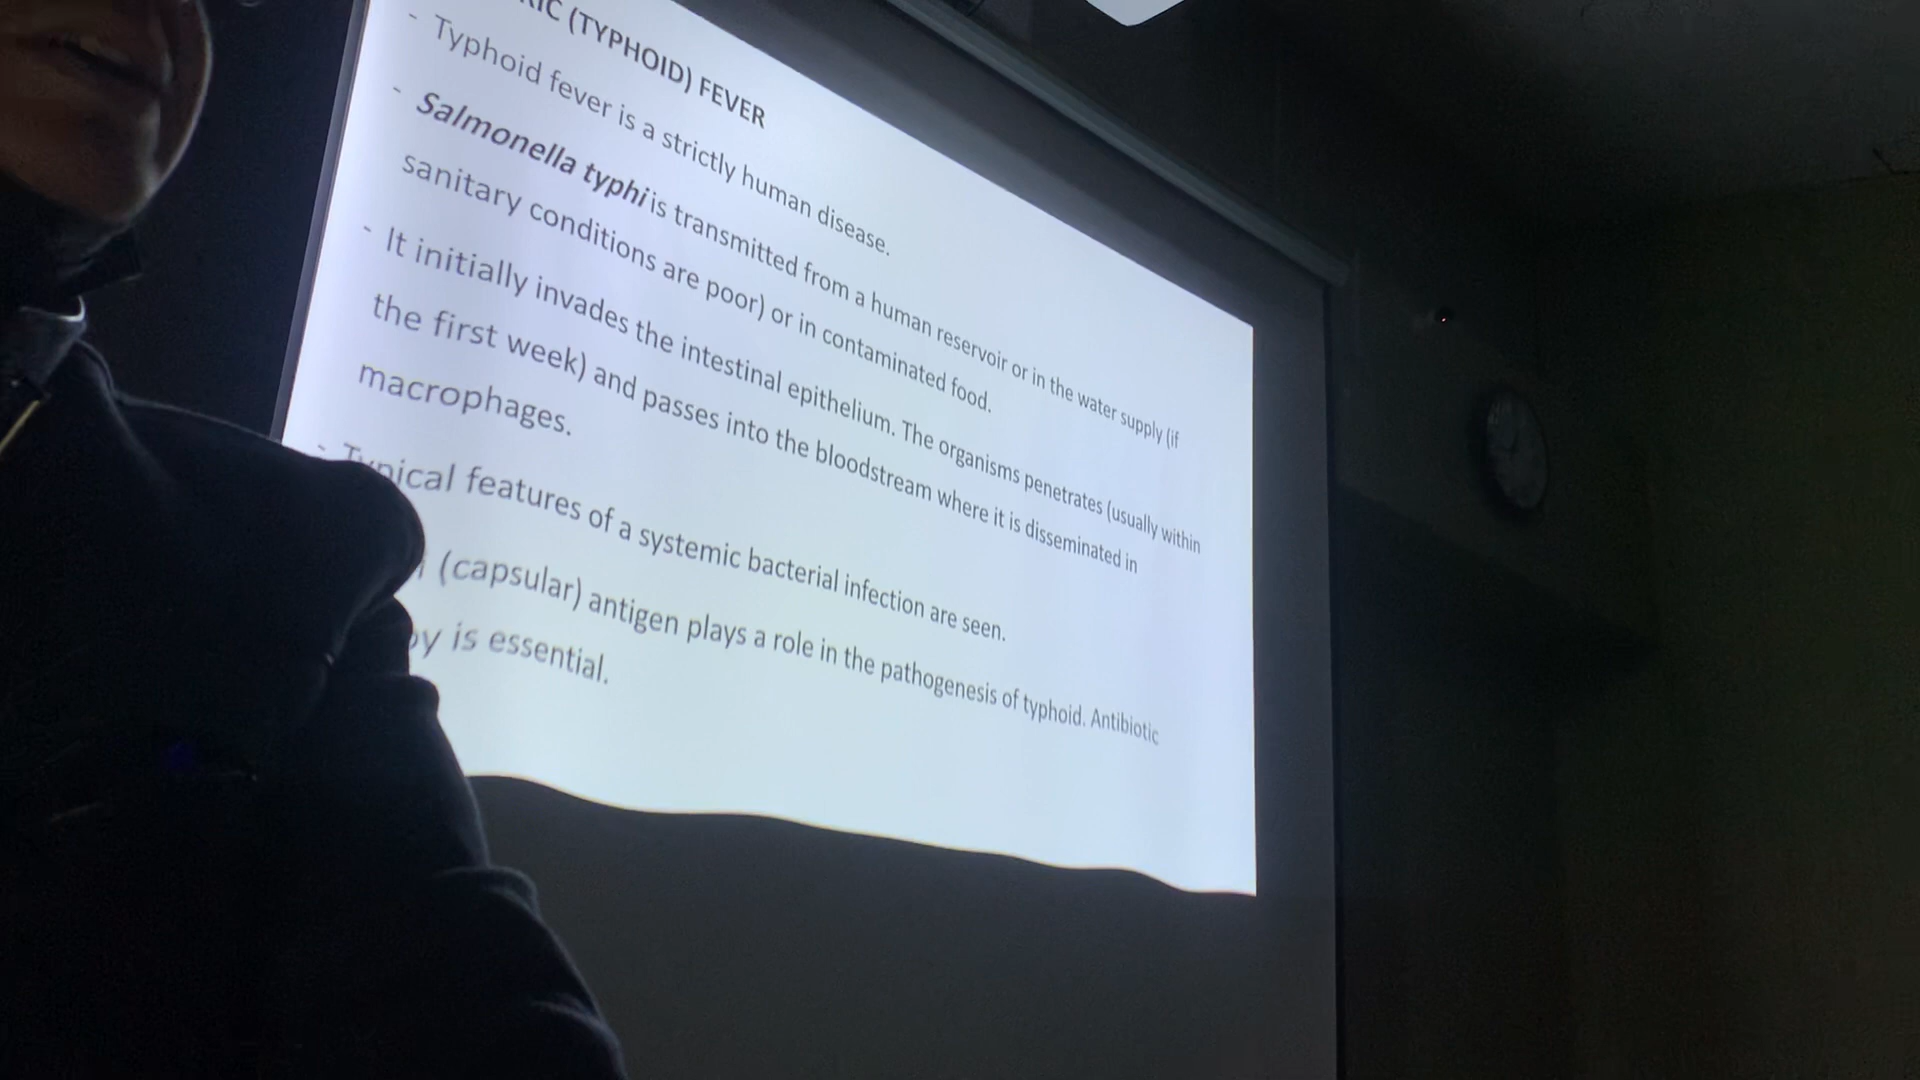 (TYPHOID) FEVER
- Typhoid fever is a strictly human disease.
- Salmonella typhi is transmitted from a human reservoir or in the water supply (if
sanitary conditions are poor) or in contaminated food.
- It initially invades the intestinal epithelium. The organisms penetrates (usually within
the first week) and passes into the bloodstream where it is disseminated in
macrophages.
- Typical features of a systemic bacterial infection are seen.
(capsular) antigen plays a role in the pathogenesis of typhoid. Antibiotic
is essential.